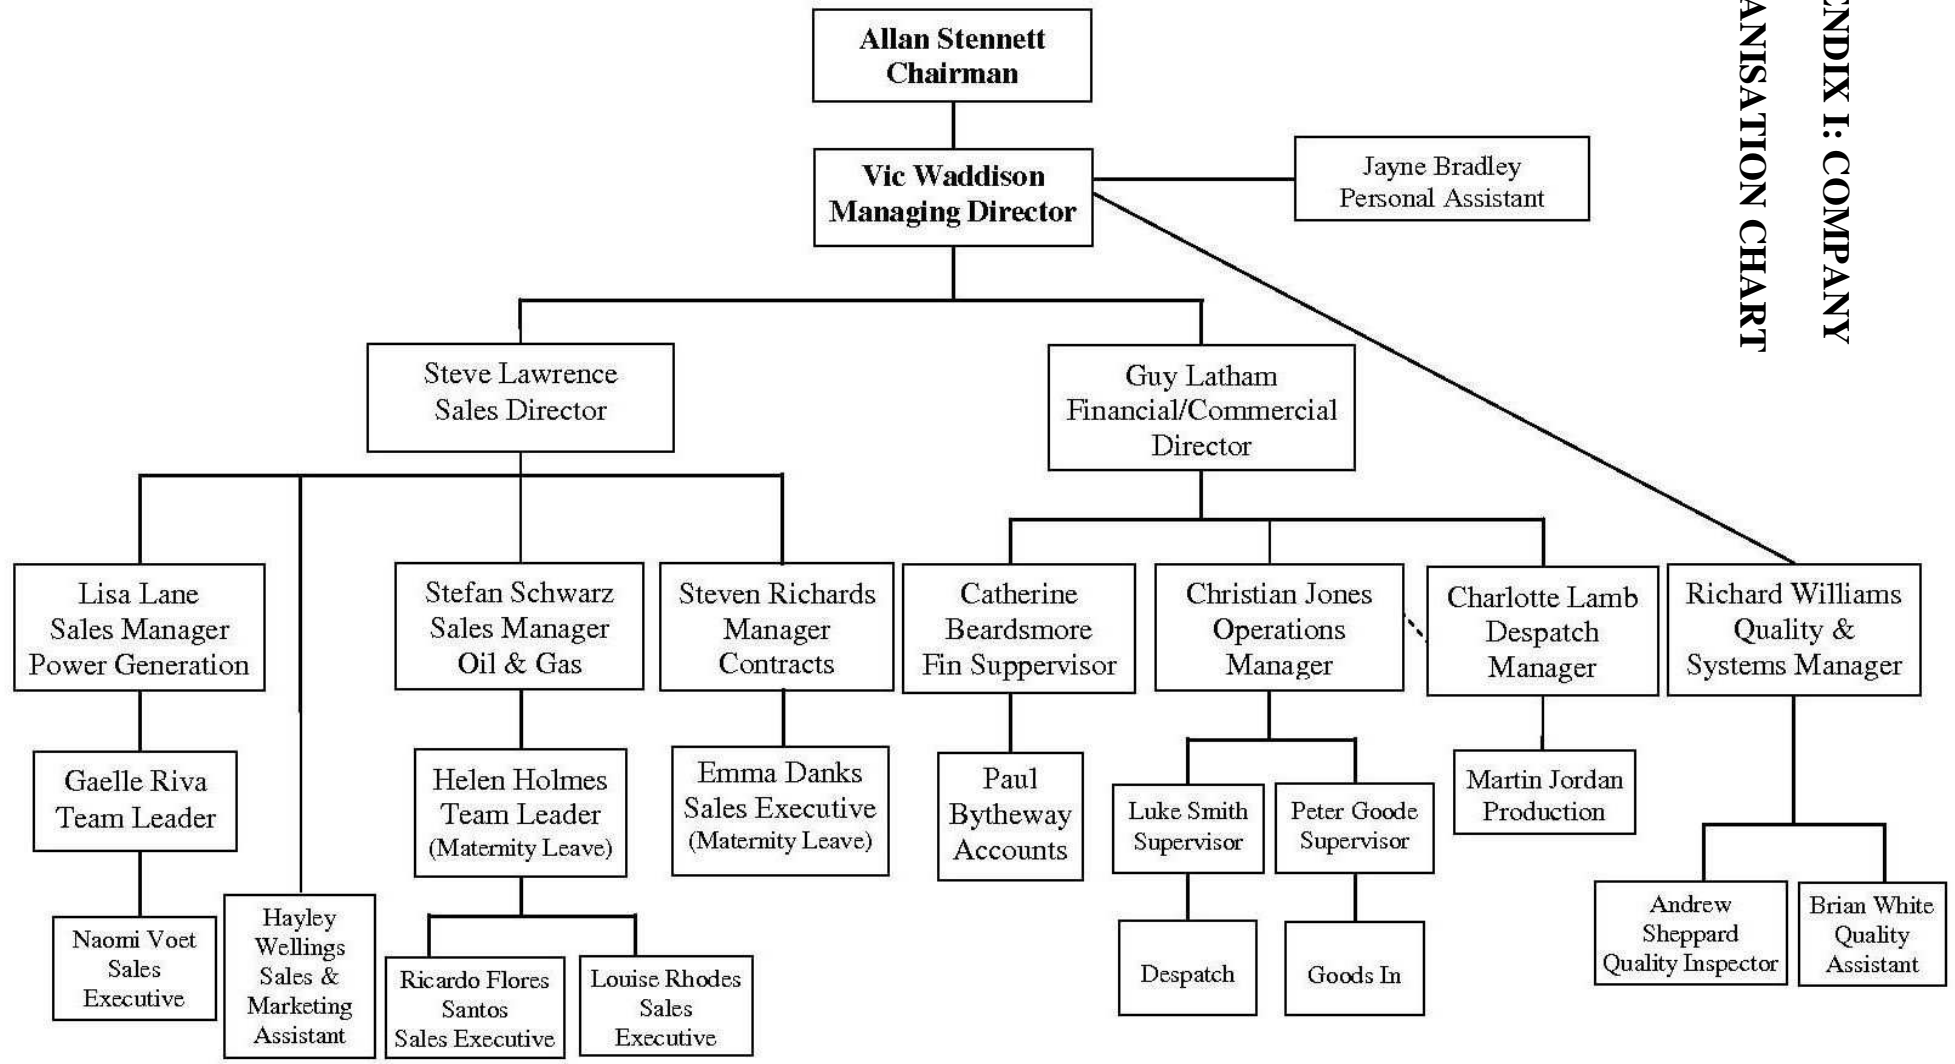 ENDIX I: COMPANY
ANISATION CHART
Allan Stennett
Chairman
Vic Waddison
Managing Director
Jayne Bradley
Personal Assistant
Steve Lawrence
Sales Director
Guy Latham
Financial/Commercial
Director
Lisa Lane
Sales Manager
Power Generation
Stefan Schwarz
Sales Manager
Oil & Gas
Steven Richards
Manager
Contracts
Catherine
Beardsmore
Fin Suppervisor
Christian Jones
Operations
Manager
Charlotte Lamb
Despatch
Manager
Richard Williams
Quality &
Systems Manager
Gaelle Riva
Team Leader
Helen Holmes
Team Leader
(Maternity Leave)
Emma Danks
Sales Executive
(Maternity Leave)
Paul
Bytheway
Accounts
Luke Smith
Supervisor
Peter Goode
Supervisor
Martin Jordan
Production
Naomi Voet
Sales
Executive
Hayley
Wellings
Sales &
Marketing
Assistant
Ricardo Flores
Santos
Sales Executive
Louise Rhodes
Sales
Executive
Despatch
Goods In
Andrew
Sheppard
Quality Inspector
Brian White
Quality
Assistant